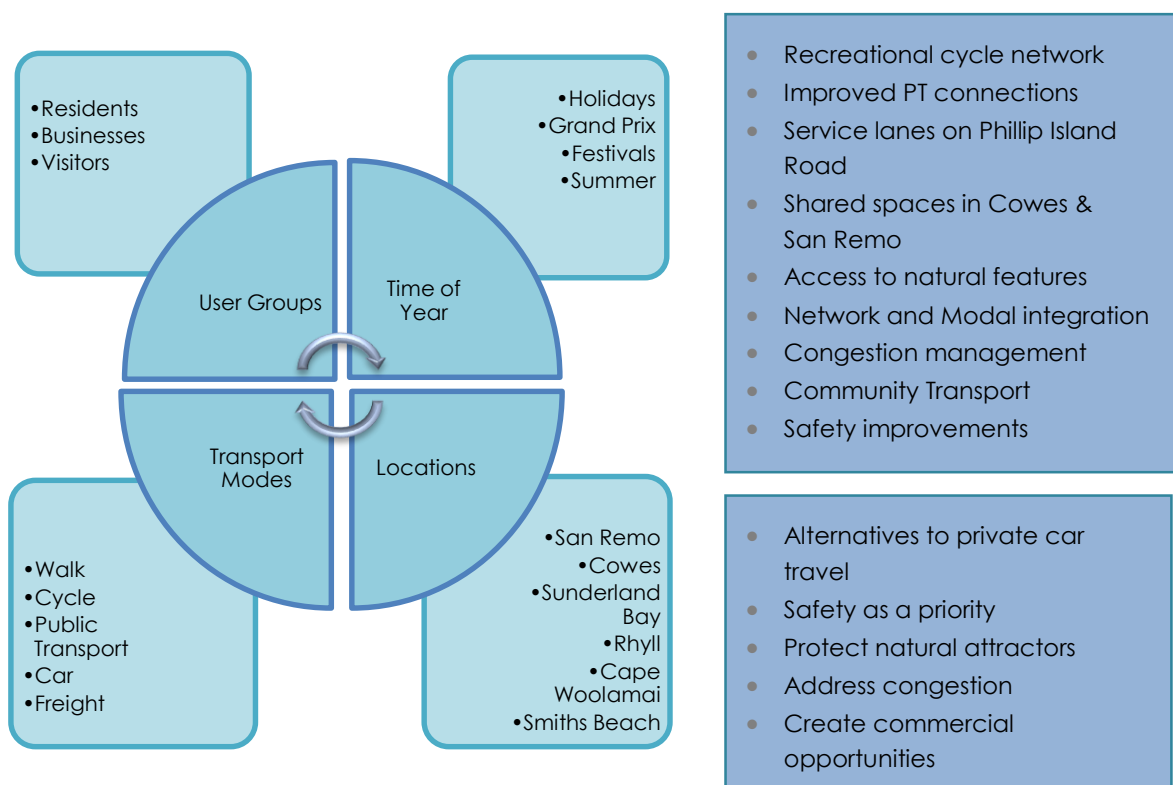 •Residents
•Businesses
•Visitors
•Holidays
•Grand Prix
•Festivals
•Summer
User Groups
Time of
Year
Transport
Modes
Locations
•Walk
•Cycle
•Public
Transport
•Car
•Freight
•San Remo
•Cowes
•Sunderland
Bay
•Rhyll
•Cape
Woolamai
•Smiths Beach
• Recreational cycle network
• Improved PT connections
• Service lanes on Phillip Island
Road
• Shared spaces in Cowes &
San Remo
• Access to natural features
• Network and Modal integration
• Congestion management
• Community Transport
• Safety improvements
• Alternatives to private car
travel
• Safety as a priority
• Protect natural attractors
• Address congestion
• Create commercial
opportunities